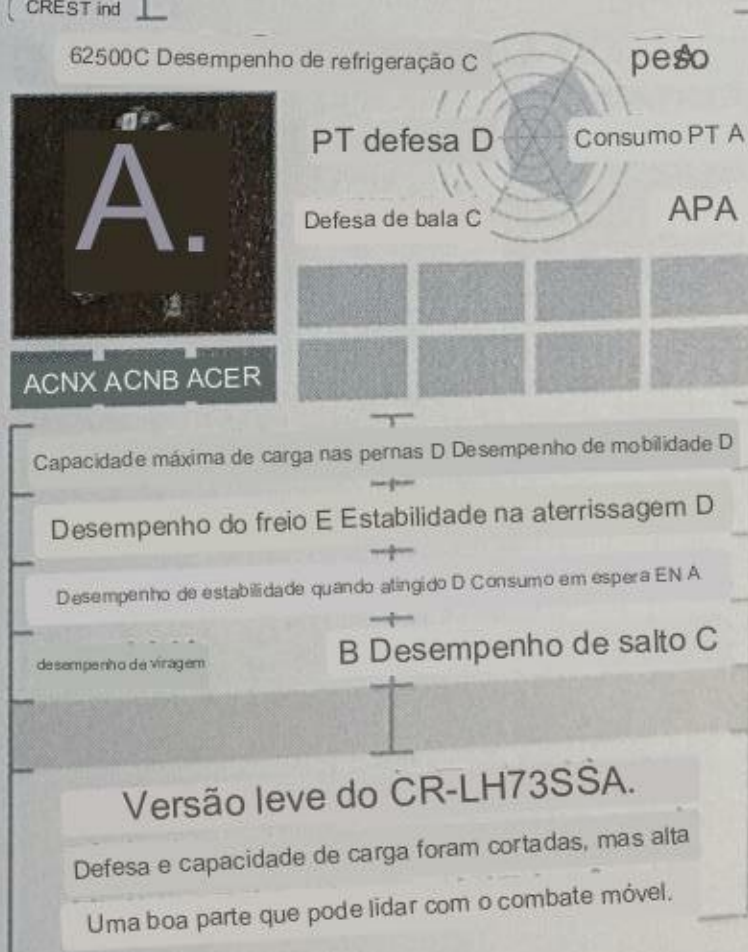 CREST ind
62500C Desempenho de refrigeração C
peso
A
PT defesa D
Consumo PT A
Defesa de bala C
APA
A.
ACNX ACNB ACER
Capacidade máxima de carga nas pernas D Desempenho de mobilidade D
Desempenho do freio E Estabilidade na aterrissagem D
Desempenho de estabilidade quando atingido D Consumo em espera EN A
desempenho de viragem
B Desempenho de salto C
Versão leve do CR-LH73SSA.
Defesa e capacidade de carga foram cortadas, mas alta
Uma boa parte que pode lidar com o combate móvel.